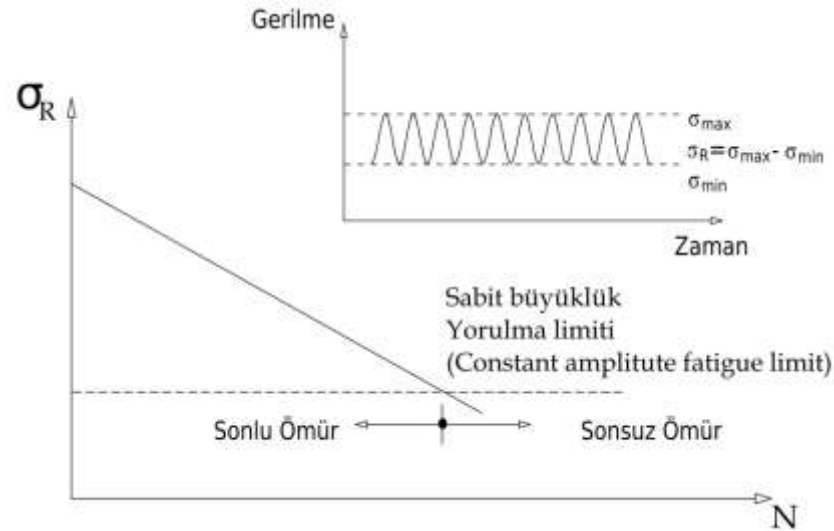 Gerilme
σR
σmax
σR=σmax- σmin
σmin
Zaman
Sabit büyüklük
Yorulma limiti
(Constant amplitute fatigue limit)
Sonlu Ömür
Sonsuz Ömür
N